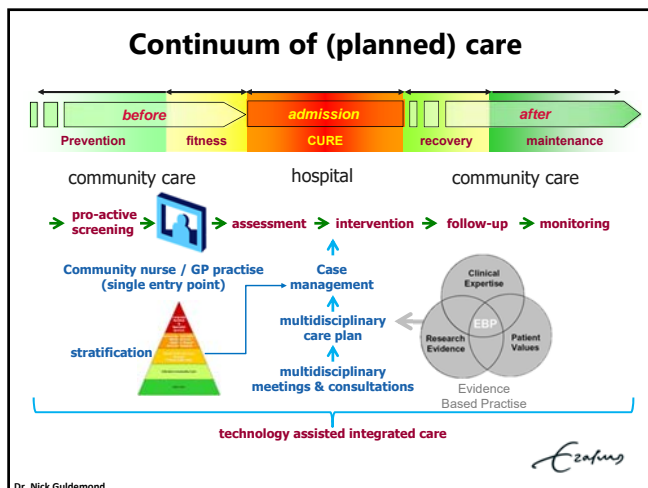 Continuum of (planned) care
before
admission
after
Prevention
fitness
CURE
recovery
maintenance
community care
hospital
community care
pro-active
screening
assessment
intervention
follow-up
monitoring
Community nurse / GP practise
(single entry point)
Case
management
stratification
multidisciplinary
care plan
multidisciplinary
meetings & consultations
Clinical
Expertise
EBP
Research
Evidence
Patient
Values
Evidence
Based Practise
technology assisted integrated care
Erasmus
Dr. Nick Guldemond